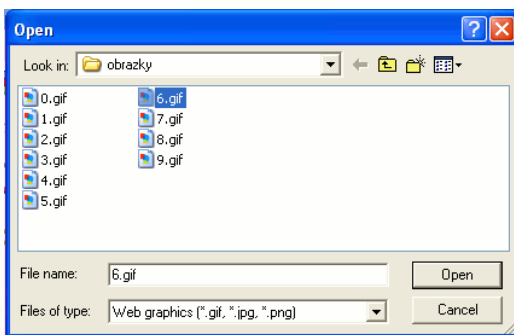 Open
Look in: obrazky
0.gif 6.gif
1.gif 7.gif
2.gif 8.gif
3.gif 9.gif
4.gif
5.gif
File name: 6.gif Open
Files of type: Web graphics (*.gif, *.jpg, *.png) Cancel